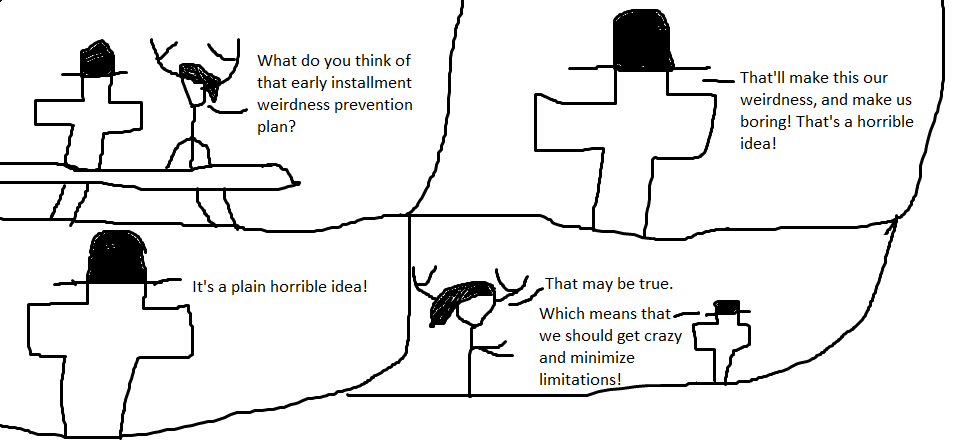 What do you think of
that early installment
weirdness prevention
plan?
That'll make this our
weirdness, and make us
boring! That's a horrible
idea!
It's a plain horrible idea!
That may be true.
Which means that
we should get crazy
and minimize
limitations!